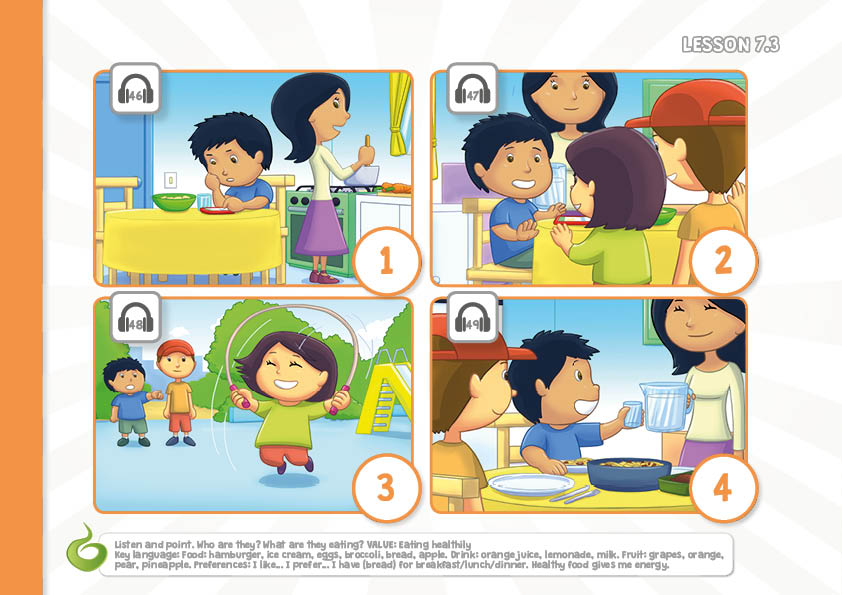 LESSON 7.3
46
47
1
2
48
49
3
4
Listen and point. Who are they? What are they eating? VALUE: Eating healthily
Key language: Food: hamburger, ice cream, eggs, broccoli, bread, apple. Drink: orange juice, lemonade, milk. Fruit: grapes, orange,
pear, pineapple. Preferences: I like... I prefer... I have (bread) for breakfast/lunch/dinner. Healthy food gives me energy.